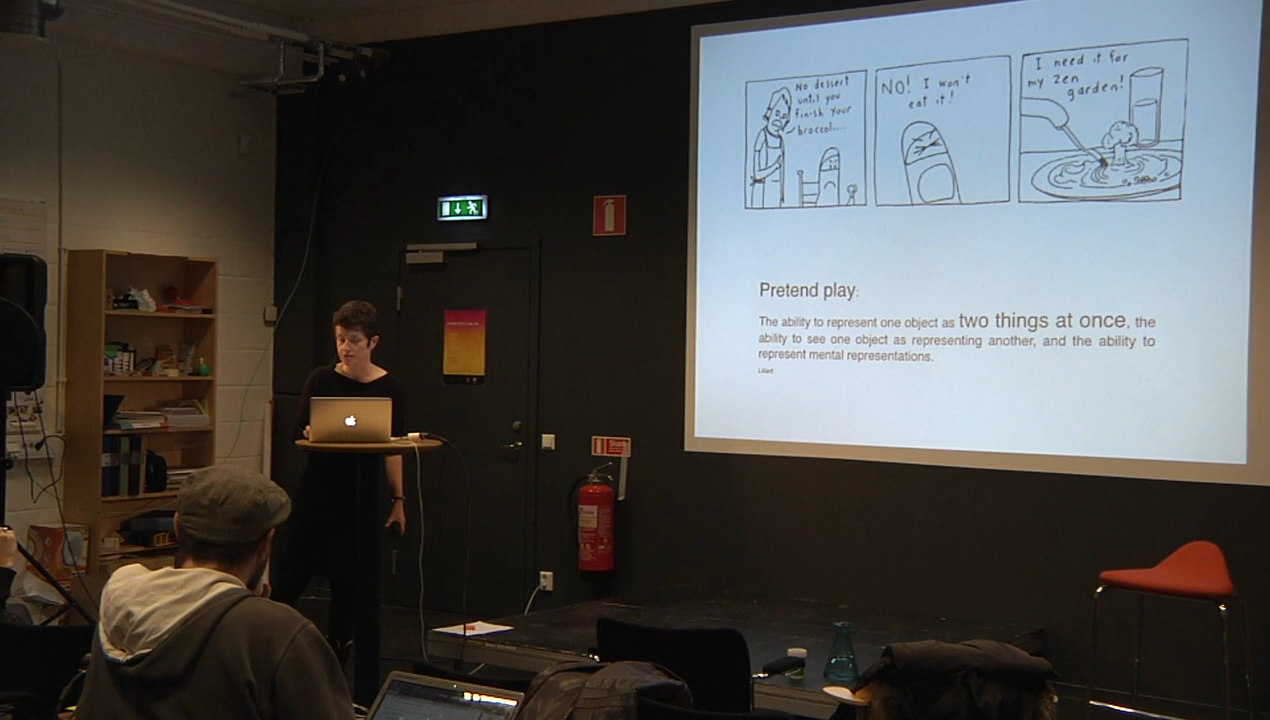 No dessert
until you
finish your
broccoli...
NO! I won't
eat it!
I need it for
my zen
garden!
Pretend play:
The ability to represent one object as two things at once, the
ability to see one object as representing another, and the ability to
represent mental representations.
Lillard